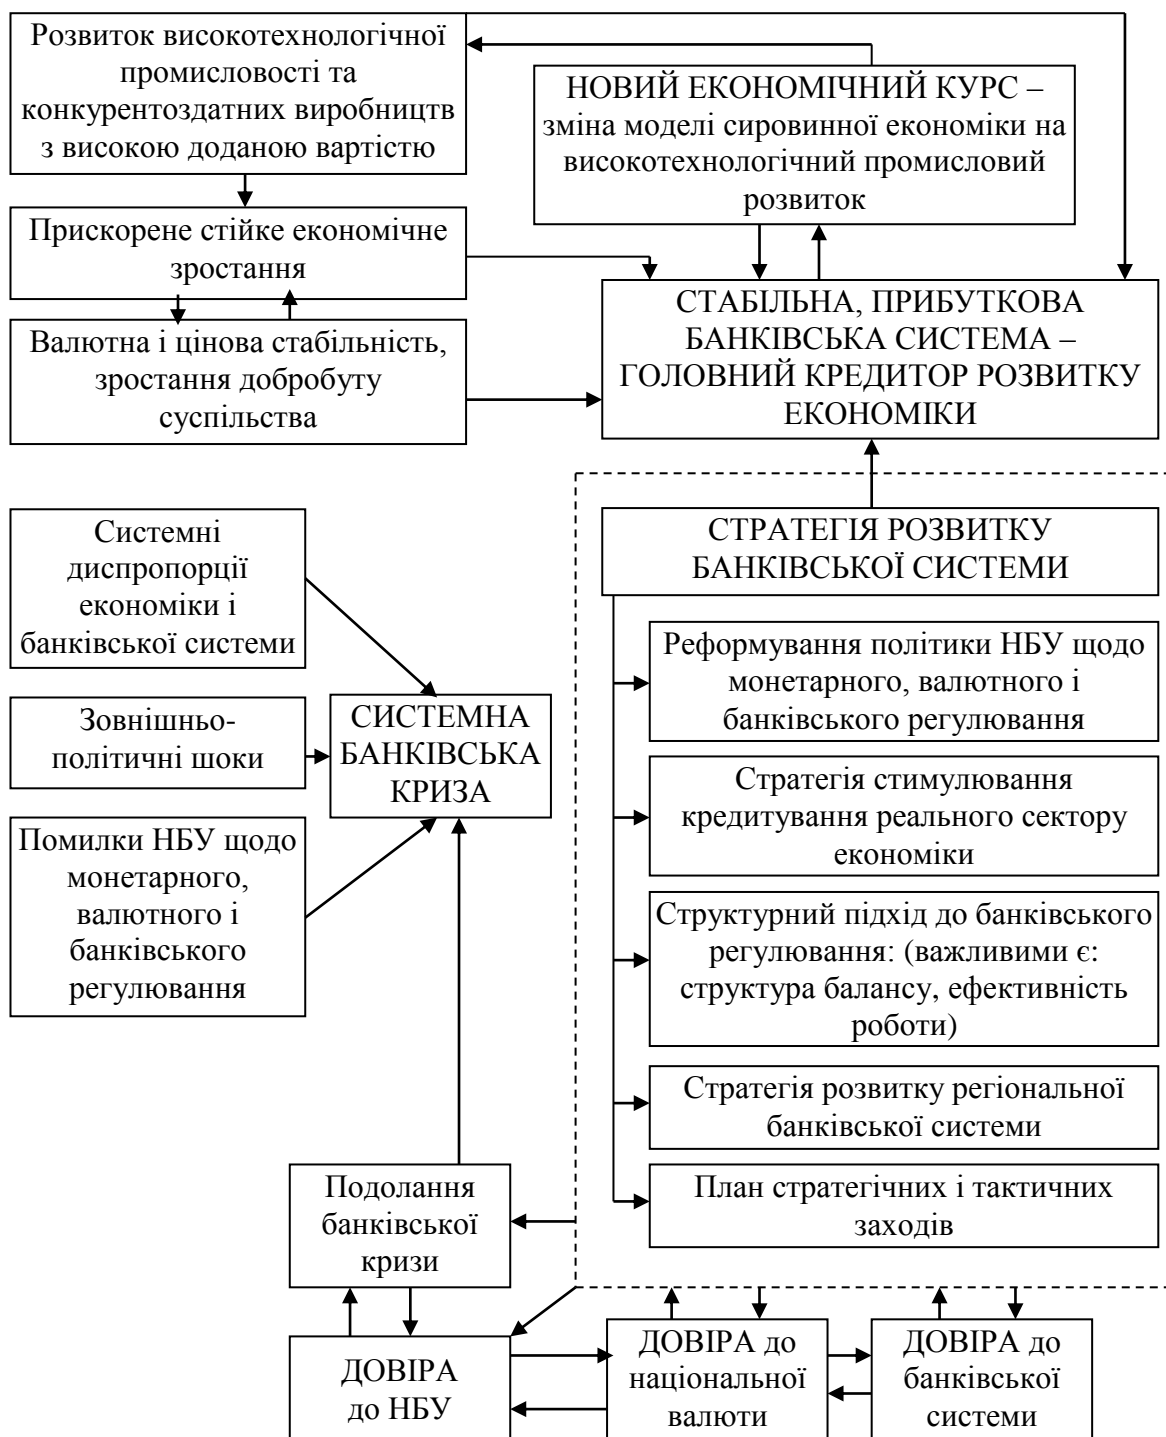 Розвиток високотехнологічної
промисловості та
конкурентоздатних виробництв
з високою доданою вартістю
НОВИЙ ЕКОНОМІЧНИЙ КУРС –
зміна моделі сировинної економіки на
високотехнологічний промисловий
розвиток
Прискорене стійке економічне
зростання
Валютна і цінова стабільність,
зростання добробуту
суспільства
СТАБІЛЬНА, ПРИБУТКОВА
БАНКІВСЬКА СИСТЕМА –
ГОЛОВНИЙ КРЕДИТОР РОЗВИТКУ
ЕКОНОМІКИ
Системні
диспропорції
економіки і
банківської системи
Зовнішньо-
політичні шоки
Помилки НБУ щодо
монетарного,
валютного і
банківського
регулювання
СИСТЕМНА
БАНКІВСЬКА
КРИЗА
СТРАТЕГІЯ РОЗВИТКУ
БАНКІВСЬКОЇ СИСТЕМИ
Реформування політики НБУ щодо
монетарного, валютного і
банківського регулювання
Стратегія стимулювання
кредитування реального сектору
економіки
Структурний підхід до банківського
регулювання: (важливими є:
структура балансу, ефективність
роботи)
Стратегія розвитку регіональної
банківської системи
План стратегічних і тактичних
заходів
Подолання
банківської
кризи
ДОВІРА
до НБУ
ДОВІРА до
національної
валюти
ДОВІРА до
банківської
системи